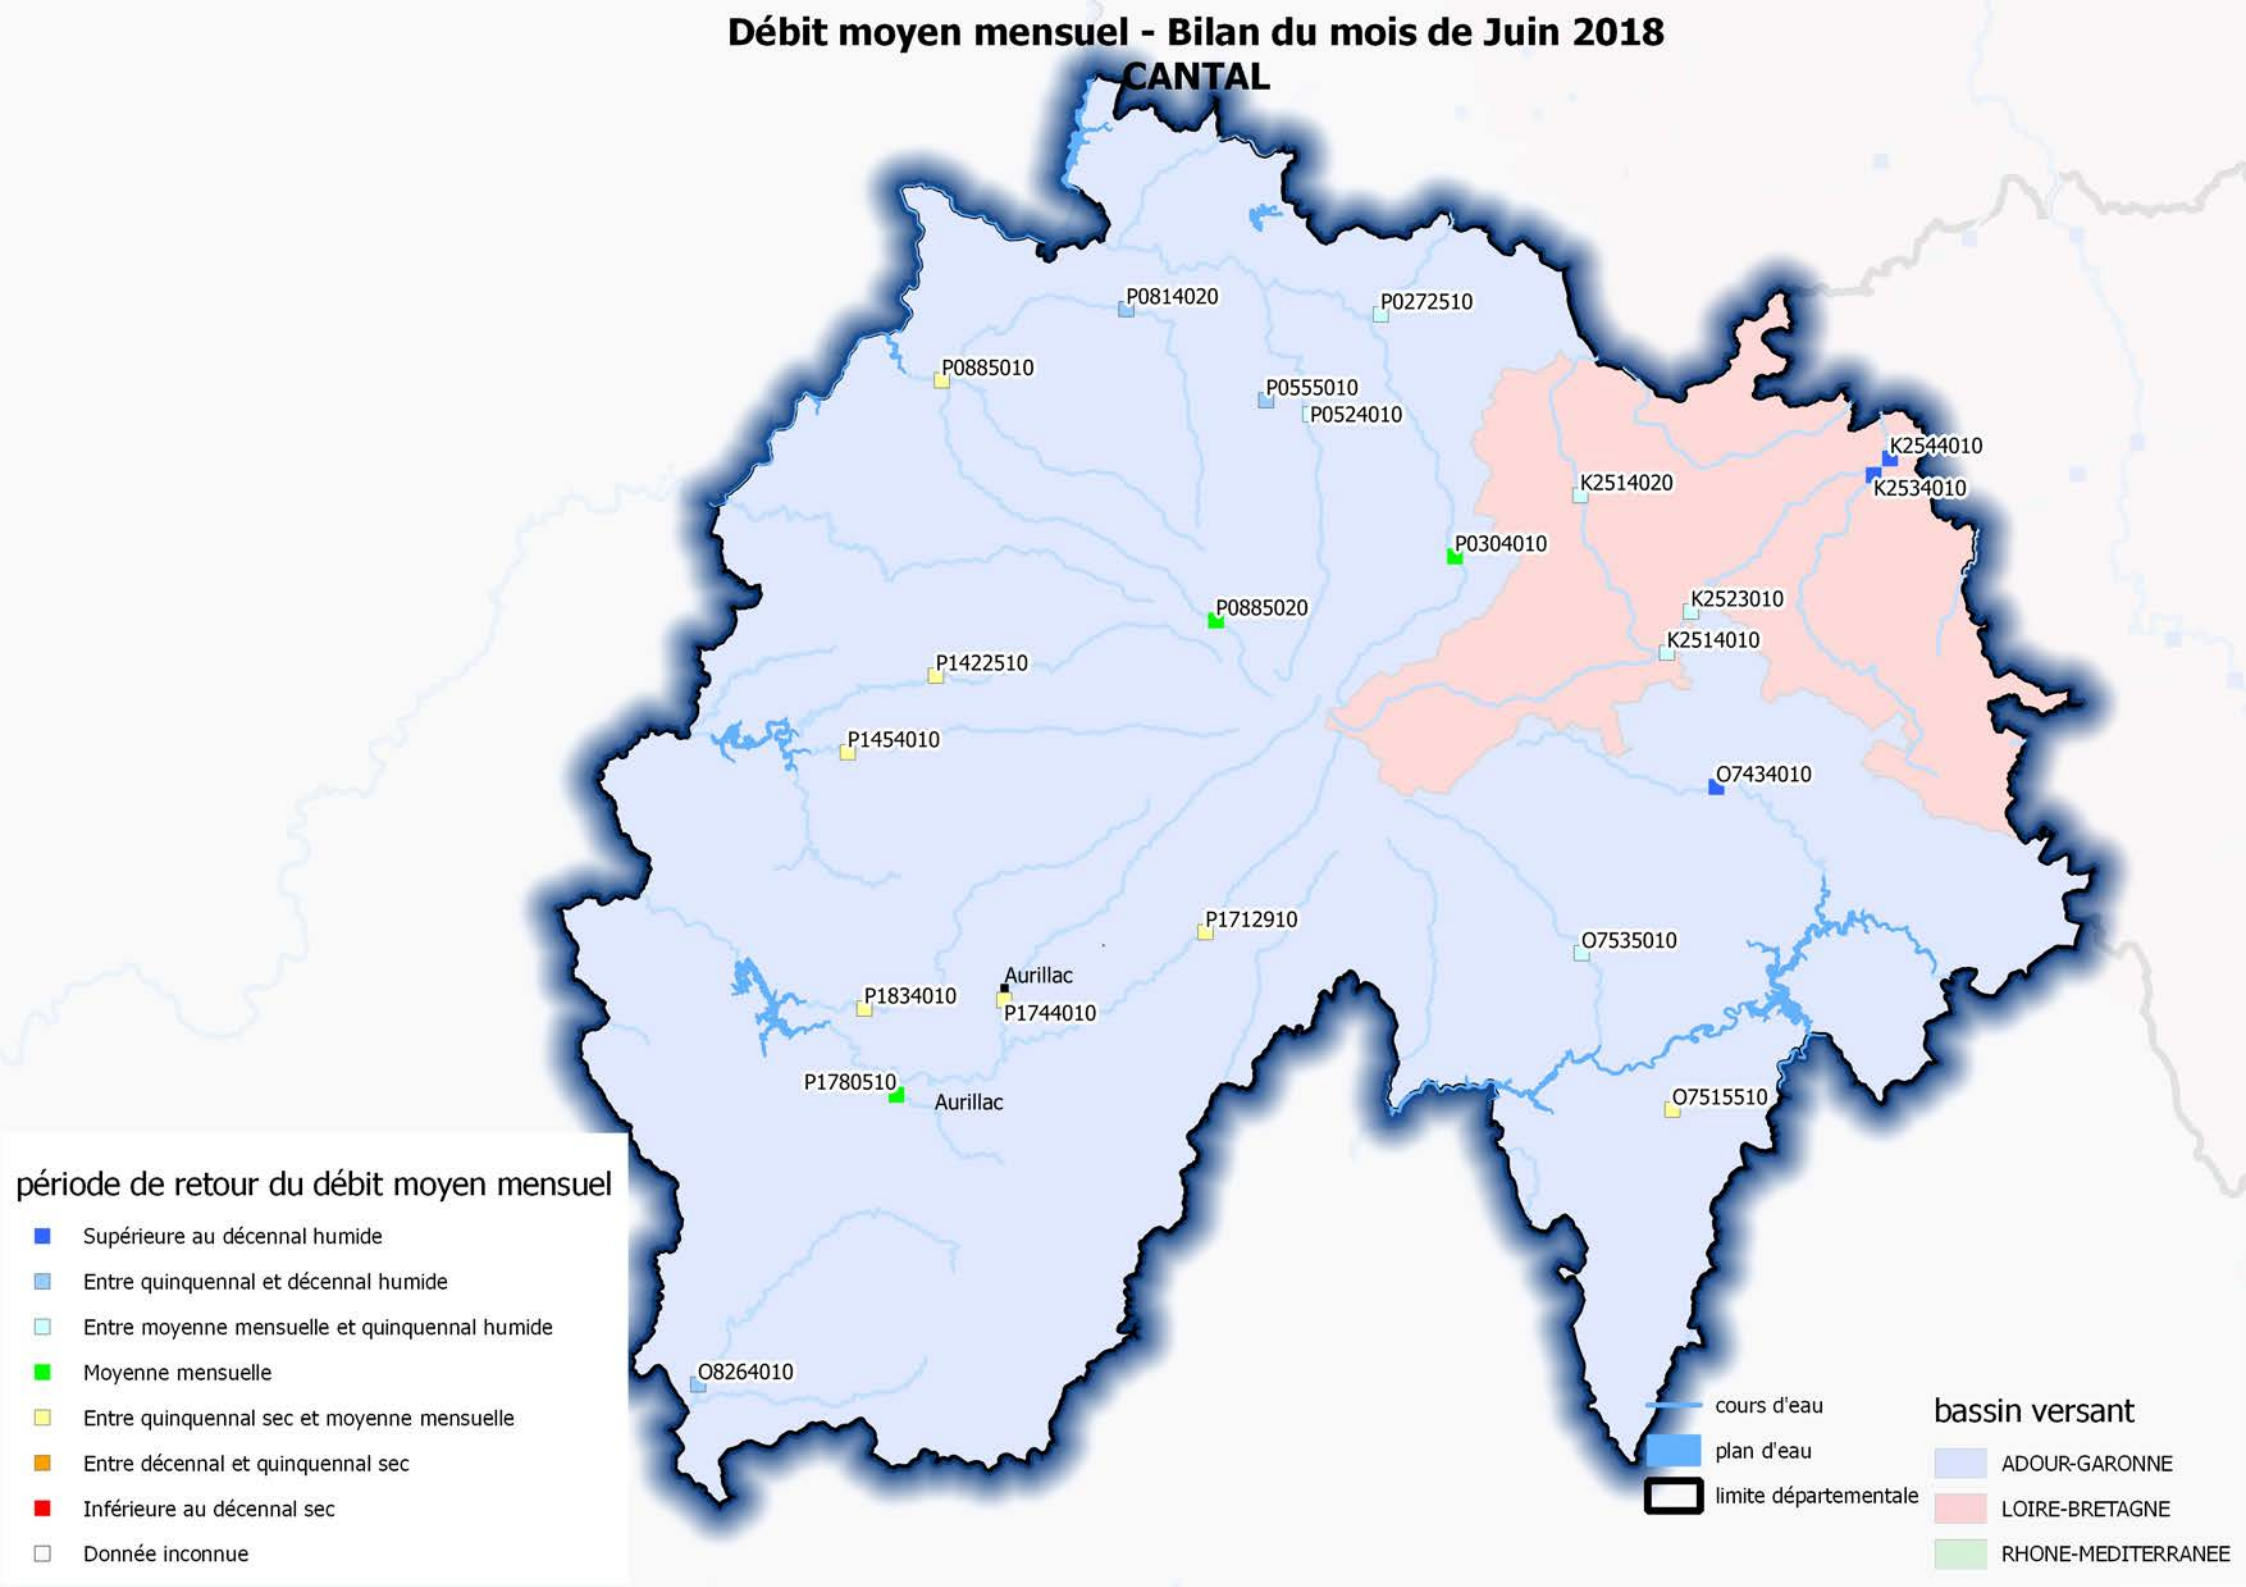 Débit moyen mensuel - Bilan du mois de Juin 2018
CANTAL
P0814020
P0272510
P0885010
P0555010
P0524010
K2544010
K2514020
K2534010
P0304010
K2523010
P0885020
K2514010
P1422510
P1454010
O7434010
P1712910
O7535010
Aurillac
P1834010
P1744010
P1780510
Aurillac
O7515510
O8264010
période de retour du débit moyen mensuel
Supérieure au décennal humide
Entre quinquennal et décennal humide
Entre moyenne mensuelle et quinquennal humide
Moyenne mensuelle
Entre quinquennal sec et moyenne mensuelle
Entre décennal et quinquennal sec
Inférieure au décennal sec
Donnée inconnue
cours d'eau
plan d'eau
limite départementale
bassin versant
ADOUR-GARONNE
LOIRE-BRETAGNE
RHONE-MEDITERRANEE